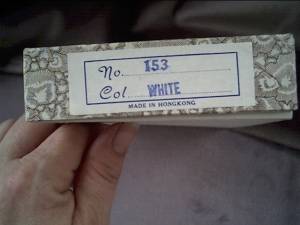 No. 153
Col. WHITE
MADE IN HONGKONG